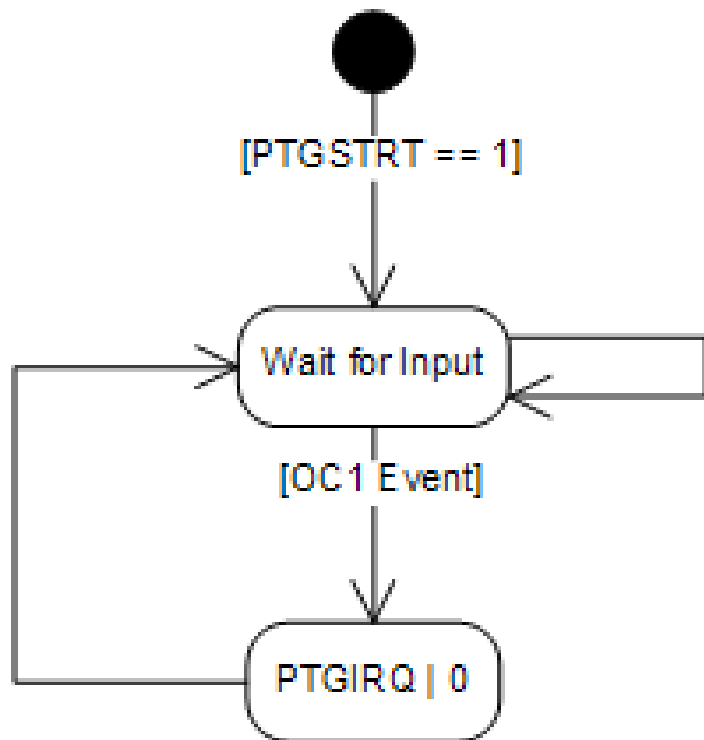 [PTGSTRT == 1]
Wait for Input
[OC1 Event]
PTGIRQ | 0